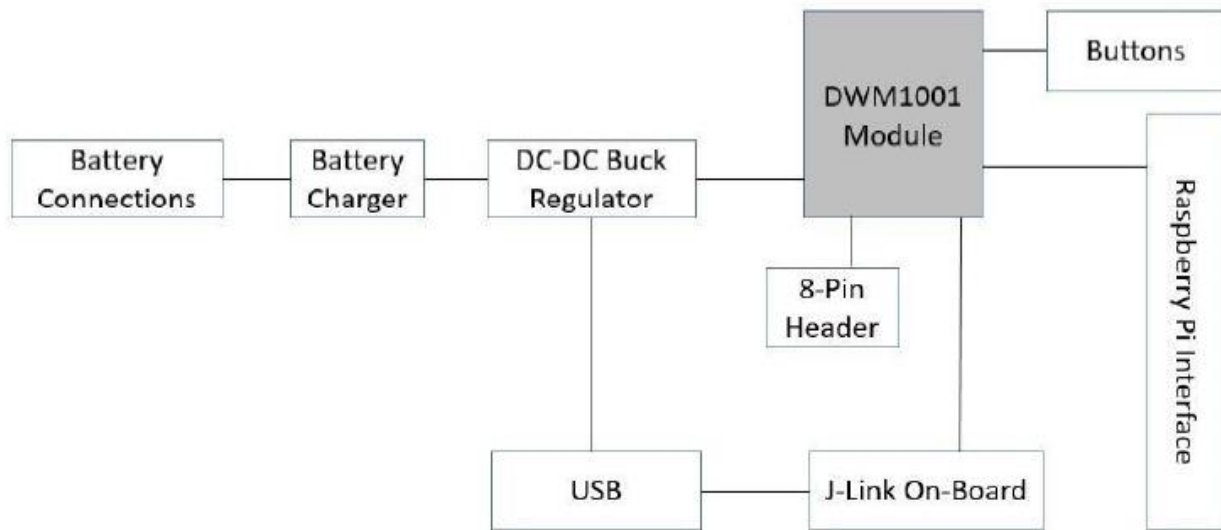 Buttons
DWM1001
Module
Battery
Connections
Battery
Charger
DC-DC Buck
Regulator
Raspberry Pi Interface
8-Pin
Header
USB
J-Link On-Board